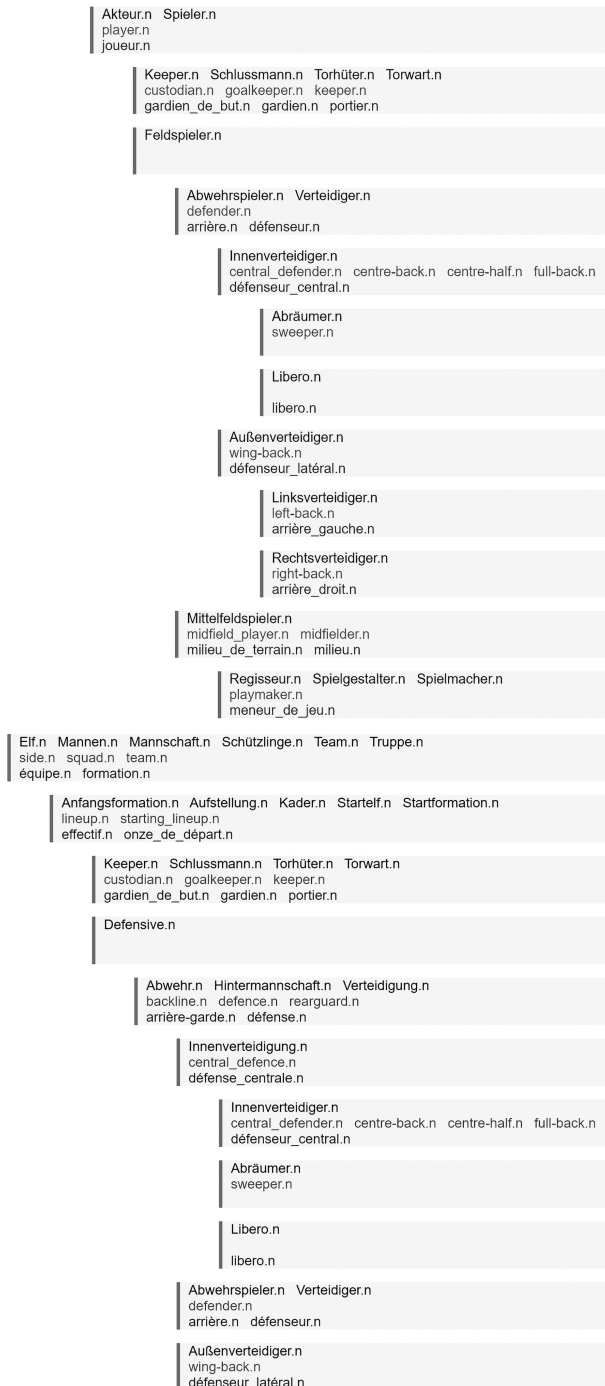 Akteur.n Spieler.n
player.n
joueur.n
Keeper.n Schlussmann.n Torhüter.n Torwart.n
custodian.n goalkeeper.n keeper.n
gardien_de_but.n gardien.n portier.n
Feldspieler.n
Abwehrspieler.n Verteidiger.n
defender.n
arrière.n défenseur.n
Innenverteidiger.n
central_defender.n centre-back.n centre-half.n full-back.n
défenseur_central.n
Abräumer.n
sweeper.n
Libero.n
libero.n
Außenverteidiger.n
wing-back.n
défenseur_latéral.n
Linksverteidiger.n
left-back.n
arrière_gauche.n
Rechtsverteidiger.n
right-back.n
arrière_droit.n
Mittelfeldspieler.n
midfield_player.n midfielder.n
milieu_de_terrain.n milieu.n
Regisseur.n Spielgestalter.n Spielmacher.n
playmaker.n
meneur_de_jeu.n
Elf.n Mannen.n Mannschaft.n Schützlinge.n Team.n Truppe.n
side.n squad.n team.n
équipe.n formation.n
Anfangsformation.n Aufstellung.n Kader.n Startelf.n Startformation.n
lineup.n starting_lineup.n
effectif.n onze_de_départ.n
Keeper.n Schlussmann.n Torhüter.n Torwart.n
custodian.n goalkeeper.n keeper.n
gardien_de_but.n gardien.n portier.n
Defensive.n
Abwehr.n Hintermannschaft.n Verteidigung.n
backline.n defence.n rearguard.n
arrière-garde.n défense.n
Innenverteidigung.n
central_defence.n
défense_centrale.n
Innenverteidiger.n
central_defender.n centre-back.n centre-half.n full-back.n
défenseur_central.n
Abräumer.n
sweeper.n
Libero.n
libero.n
Abwehrspieler.n Verteidiger.n
defender.n
arrière.n défenseur.n
Außenverteidiger.n
wing-back.n
défenseur_latéral.n